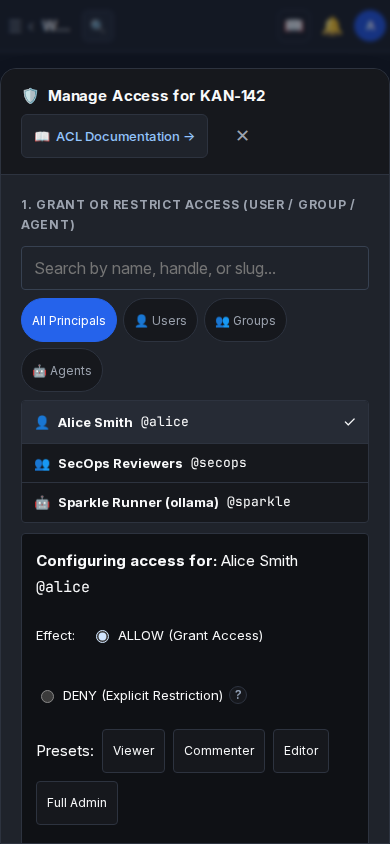 W...
A
Manage Access for KAN-142
ACL Documentation →
✕
1. GRANT OR RESTRICT ACCESS (USER / GROUP /
AGENT)
Search by name, handle, or slug...
All Principals
Users
Groups
Agents
Alice Smith @alice ✓
SecOps Reviewers @secops
Sparkle Runner (ollama) @sparkle
Configuring access for: Alice Smith
@alice
Effect: ALLOW (Grant Access)
DENY (Explicit Restriction) ?
Presets: Viewer Commenter Editor
Full Admin